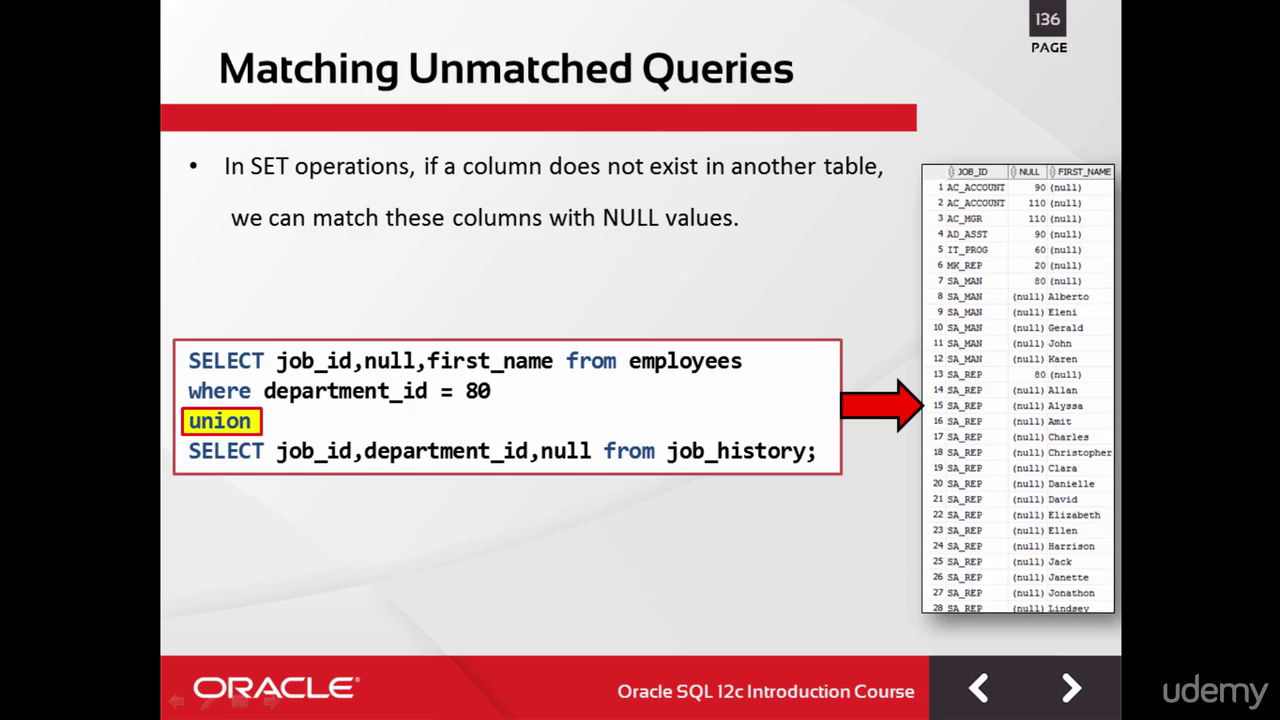 136
PAGE
Matching Unmatched Queries
• In SET operations, if a column does not exist in another table,
we can match these columns with NULL values.
SELECT job_id,null,first_name from employees
where department_id = 80
union
SELECT job_id,department_id,null from job_history;
JOB_ID NULL FIRST_NAME
1 AC_ACCOUNT 90 (null)
2 AC_ACCOUNT 110 (null)
3 AC_MGR 110 (null)
4 AD_ASST 90 (null)
5 IT_PROG 60 (null)
6 MK_REP 20 (null)
7 SA_MAN 80 (null)
8 SA_MAN (null) Alberto
9 SA_MAN (null) Eleni
10 SA_MAN (null) Gerald
11 SA_MAN (null) John
12 SA_MAN (null) Karen
13 SA_REP 80 (null)
14 SA_REP (null) Allan
15 SA_REP (null) Alyssa
16 SA_REP (null) Amit
17 SA_REP (null) Charles
18 SA_REP (null) Christopher
19 SA_REP (null) Clara
20 SA_REP (null) Danielle
21 SA_REP (null) David
22 SA_REP (null) Elizabeth
23 SA_REP (null) Ellen
24 SA_REP (null) Harrison
25 SA_REP (null) Jack
26 SA_REP (null) Janette
27 SA_REP (null) Jonathon
28 SA_REP (null) Lindsey
ORACLE®
Oracle SQL 12c Introduction Course
udemy